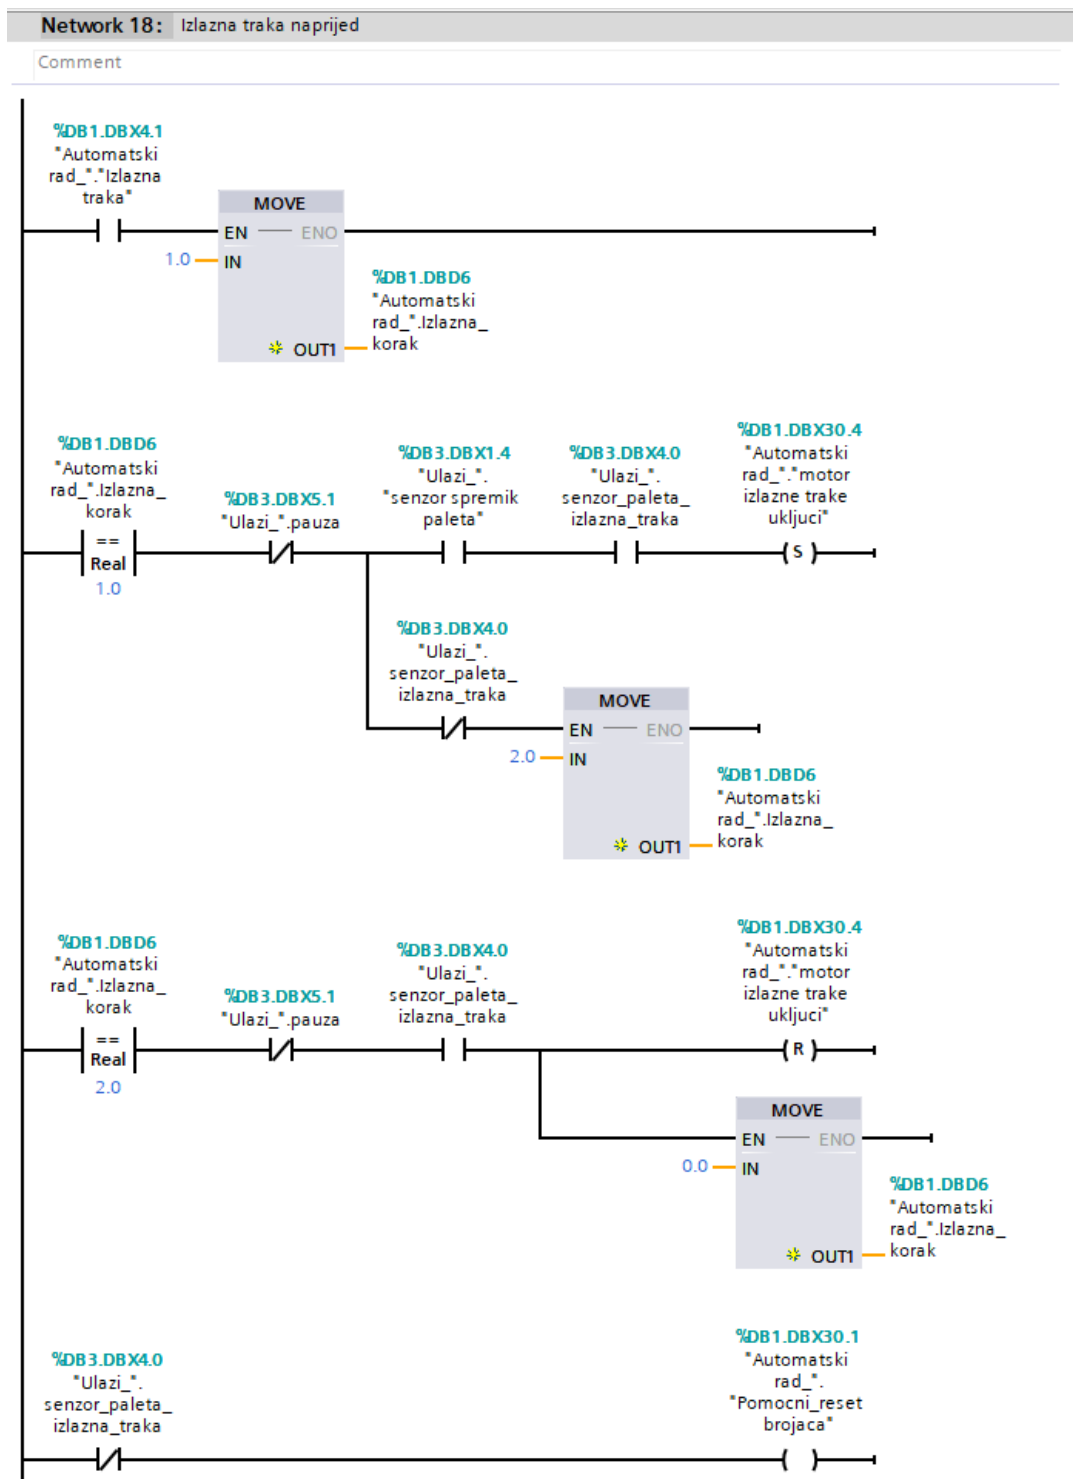 Network 18: Izlazna traka naprijed
Comment
%DB1.DBX4.1
"Automatski
rad_"."Izlazna
traka"
MOVE
EN ENO
1.0 IN
%DB1.DBD6
"Automatski
rad_".Izlazna_
korak
OUT1
%DB1.DBD6
"Automatski
rad_".Izlazna_
korak
==
Real
1.0
%DB3.DBX5.1
"Ulazi_".pauza
%DB3.DBX1.4
"Ulazi_".
"senzor spremik
paleta"
%DB3.DBX4.0
"Ulazi_".
senzor_paleta_
izlazna_traka
%DB1.DBX30.4
"Automatski
rad_"."motor
izlazne trake
ukljuci"
S
%DB3.DBX4.0
"Ulazi_".
senzor_paleta_
izlazna_traka
MOVE
EN ENO
2.0 IN
%DB1.DBD6
"Automatski
rad_".Izlazna_
korak
OUT1
%DB1.DBD6
"Automatski
rad_".Izlazna_
korak
==
Real
2.0
%DB3.DBX5.1
"Ulazi_".pauza
%DB3.DBX4.0
"Ulazi_".
senzor_paleta_
izlazna_traka
%DB1.DBX30.4
"Automatski
rad_"."motor
izlazne trake
ukljuci"
R
MOVE
EN ENO
0.0 IN
%DB1.DBD6
"Automatski
rad_".Izlazna_
korak
OUT1
%DB3.DBX4.0
"Ulazi_".
senzor_paleta_
izlazna_traka
%DB1.DBX30.1
"Automatski
rad_".
"Pomocni_reset
brojaca"